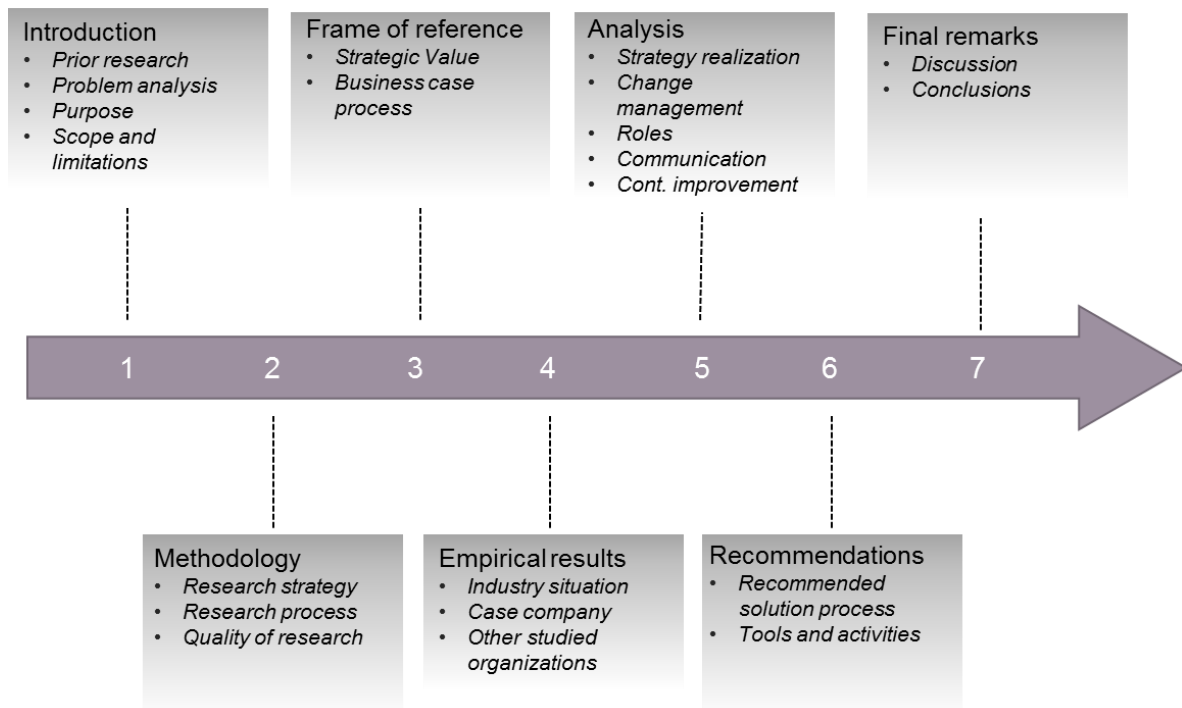 Introduction
• Prior research
• Problem analysis
• Purpose
• Scope and
limitations
Frame of reference
• Strategic Value
• Business case
process
Analysis
• Strategy realization
• Change
management
• Roles
• Communication
• Cont. improvement
Final remarks
• Discussion
• Conclusions
1 2 3 4 5 6 7
Methodology
• Research strategy
• Research process
• Quality of research
Empirical results
• Industry situation
• Case company
• Other studied
organizations
Recommendations
• Recommended
solution process
• Tools and activities